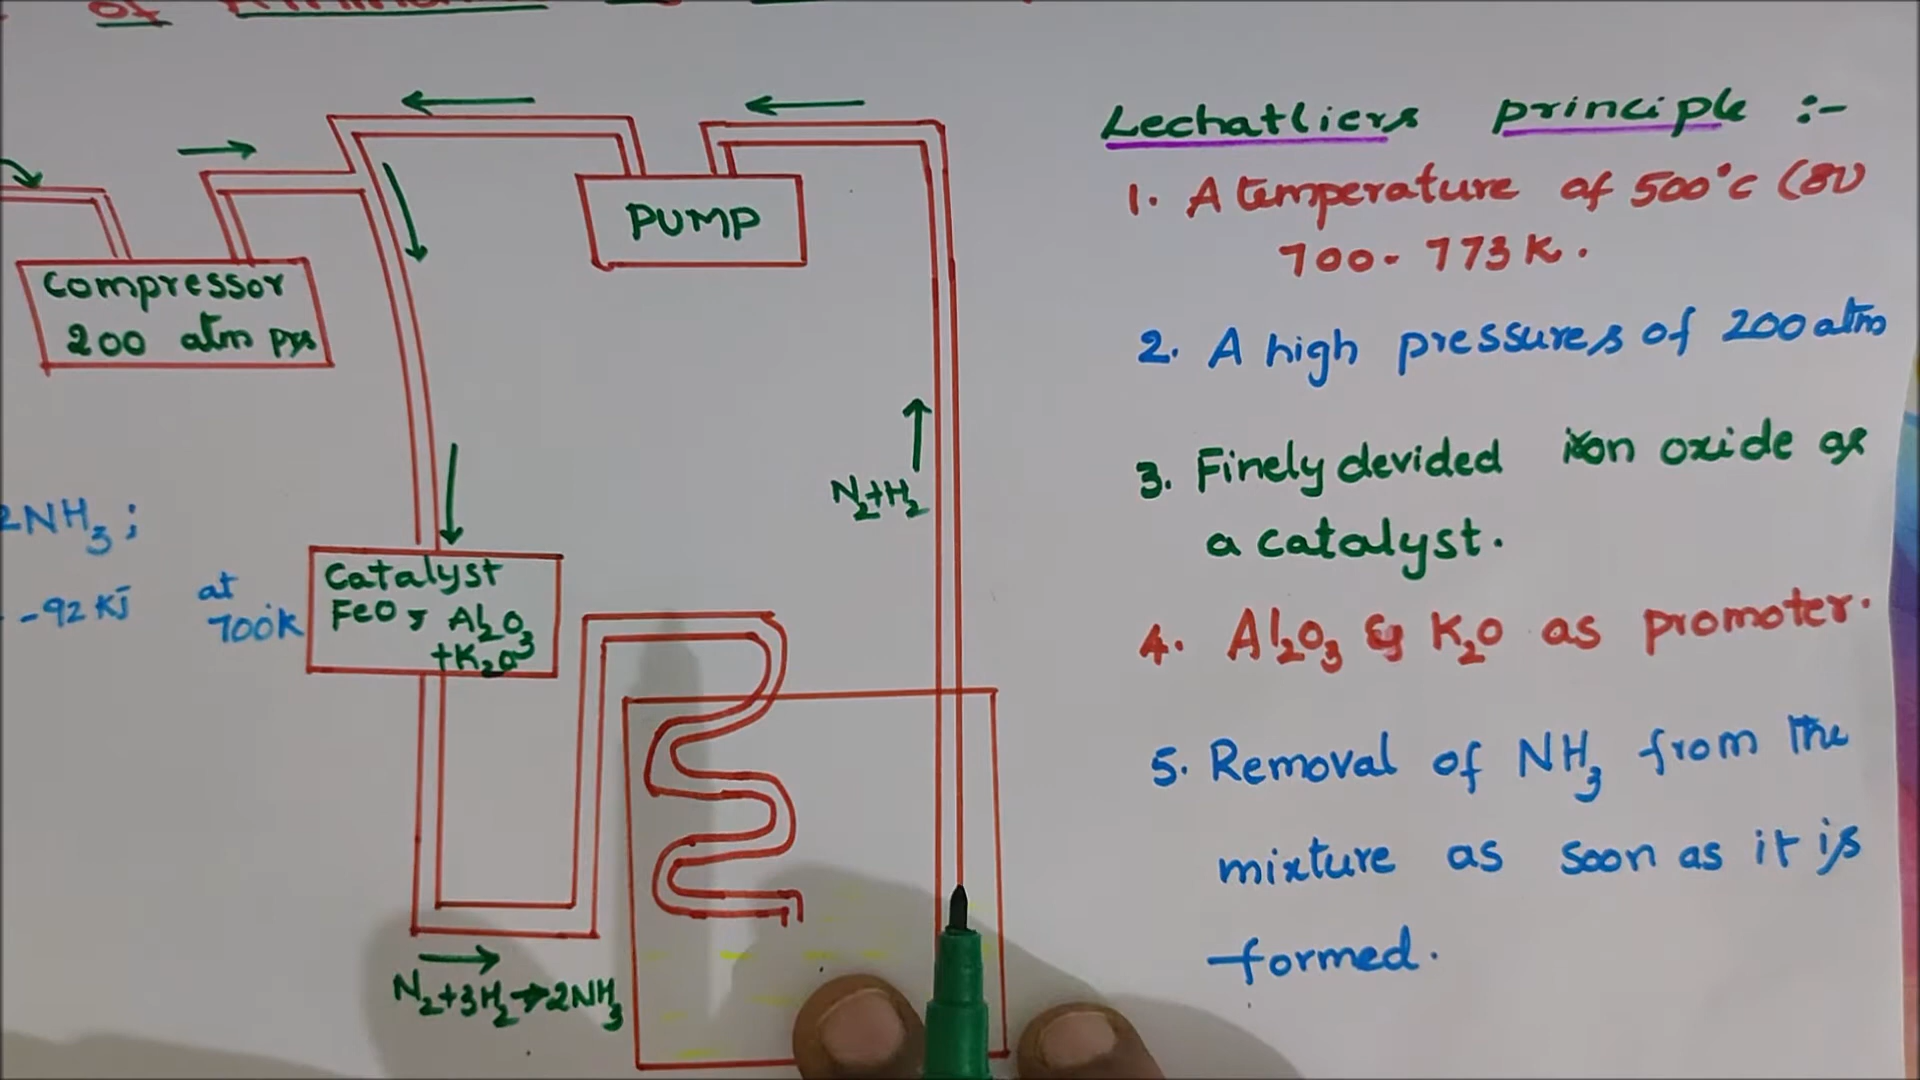 of
PUMP
Compressor
200 atm prs
N₂+H₂
2NH₃;
-92 KJ
at
700k
Catalyst
FeO, Al₂O₃
+K₂O
N₂+3H₂→2NH₃
Lechatliers principle :-
1. A temperature of 500°C (or
700- 773K.
2. A high pressures of 200 atm
3. Finely devided iron oxide as
a catalyst.
4. Al₂O₃ & K₂O as promoter.
5. Removal of NH₃ from the
mixture as soon as it is
formed.